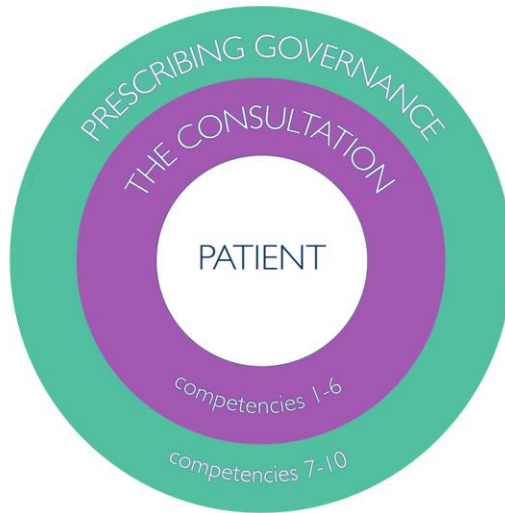 PRESCRIBING GOVERNANCE
THE CONSULTATION
PATIENT
competencies 1-6
competencies 7-10